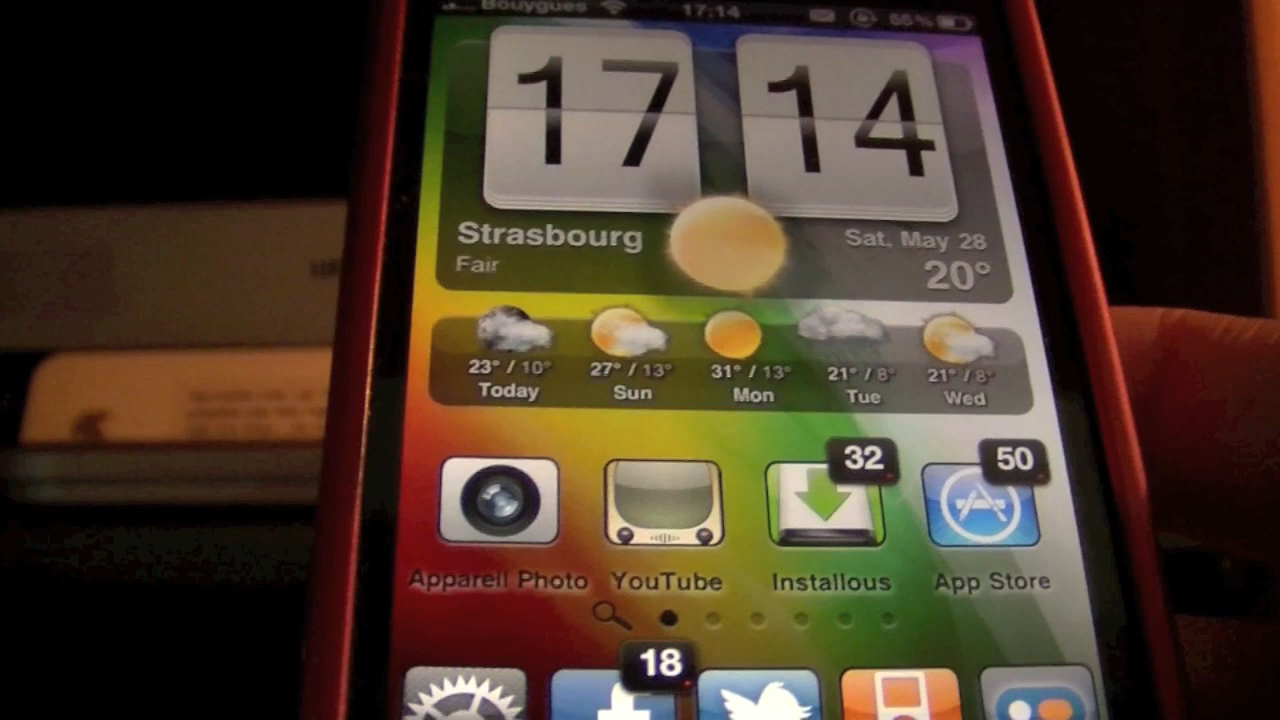 Bouygues 17:14 55%
17 14
Strasbourg Sat, May 28
Fair 20°
23° / 10° 27° / 13° 31° / 13° 21° / 8° 21° / 8°
Today Sun Mon Tue Wed
32 50
Appareil Photo YouTube Installous App Store
18